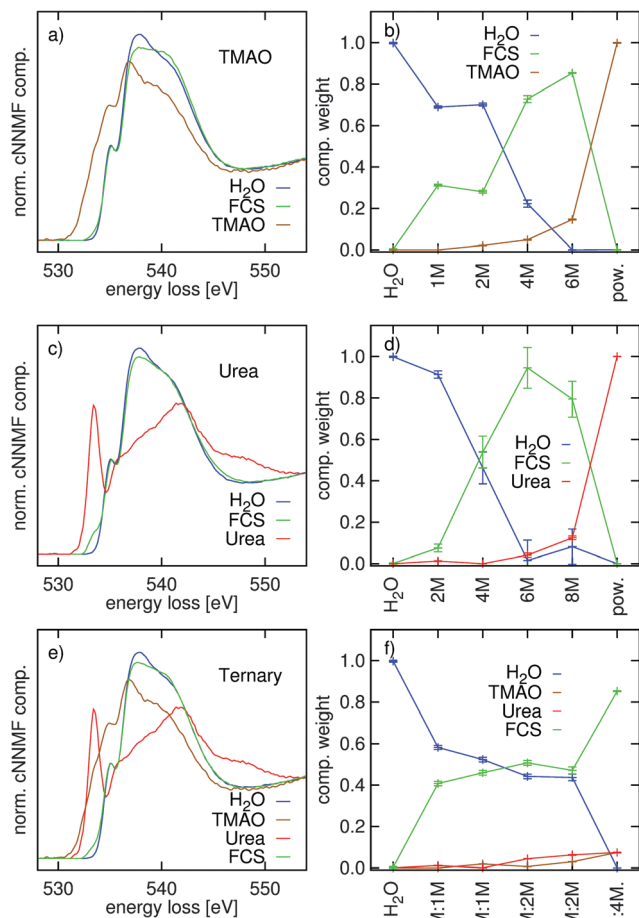 a)
TMAO
norm. cNNMF comp.
H2O
FCS
TMAO
530
540
550
energy loss [eV]
b)
comp. weight
1.0
0.8
0.6
0.4
0.2
0.0
H2O
FCS
TMAO
H2O
1M
2M
4M
6M
pow.
c)
Urea
norm. cNNMF comp.
H2O
FCS
Urea
530
540
550
energy loss [eV]
d)
comp. weight
1.0
0.8
0.6
0.4
0.2
0.0
H2O
FCS
Urea
H2O
2M
4M
6M
8M
pow.
e)
Ternary
norm. cNNMF comp.
H2O
TMAO
Urea
FCS
530
540
550
energy loss [eV]
f)
comp. weight
1.0
0.8
0.6
0.4
0.2
0.0
H2O
TMAO
Urea
FCS
H2O
M:1M
M:1M
M:2M
M:2M
:4M.